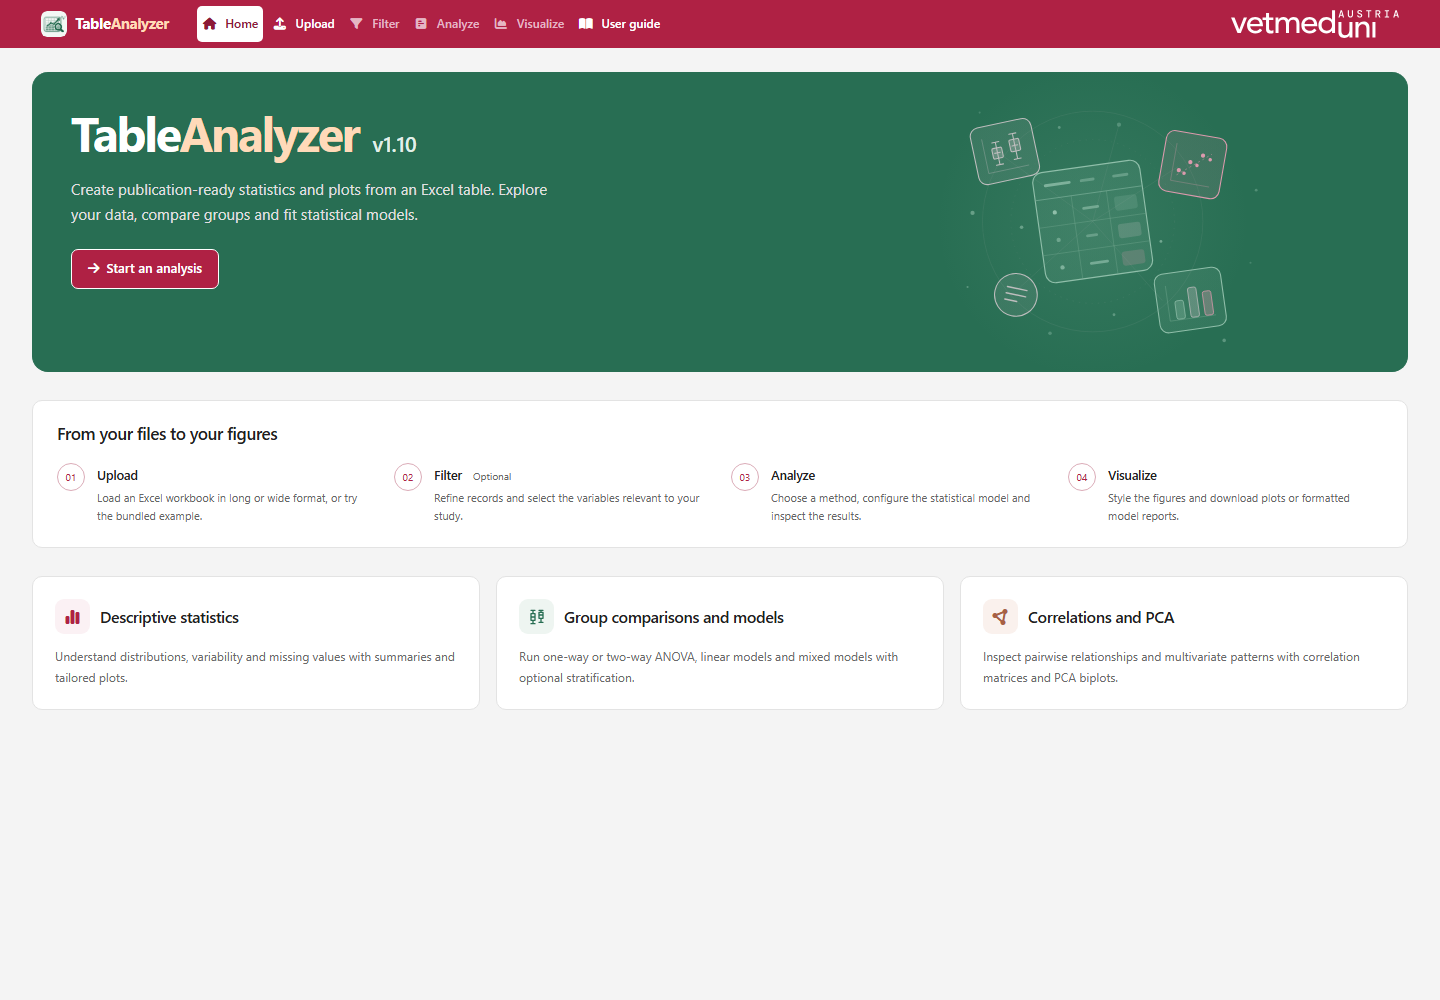 TableAnalyzer
Home
Upload
Filter
Analyze
Visualize
User guide
vetmeduni
AUSTRIA
TableAnalyzer v1.10
Create publication-ready statistics and plots from an Excel table. Explore
your data, compare groups and fit statistical models.
Start an analysis
From your files to your figures
01
Upload
Load an Excel workbook in long or wide format, or try
the bundled example.
02
Filter Optional
Refine records and select the variables relevant to your
study.
03
Analyze
Choose a method, configure the statistical model and
inspect the results.
04
Visualize
Style the figures and download plots or formatted
model reports.
Descriptive statistics
Understand distributions, variability and missing values with summaries and
tailored plots.
Group comparisons and models
Run one-way or two-way ANOVA, linear models and mixed models with
optional stratification.
Correlations and PCA
Inspect pairwise relationships and multivariate patterns with correlation
matrices and PCA biplots.